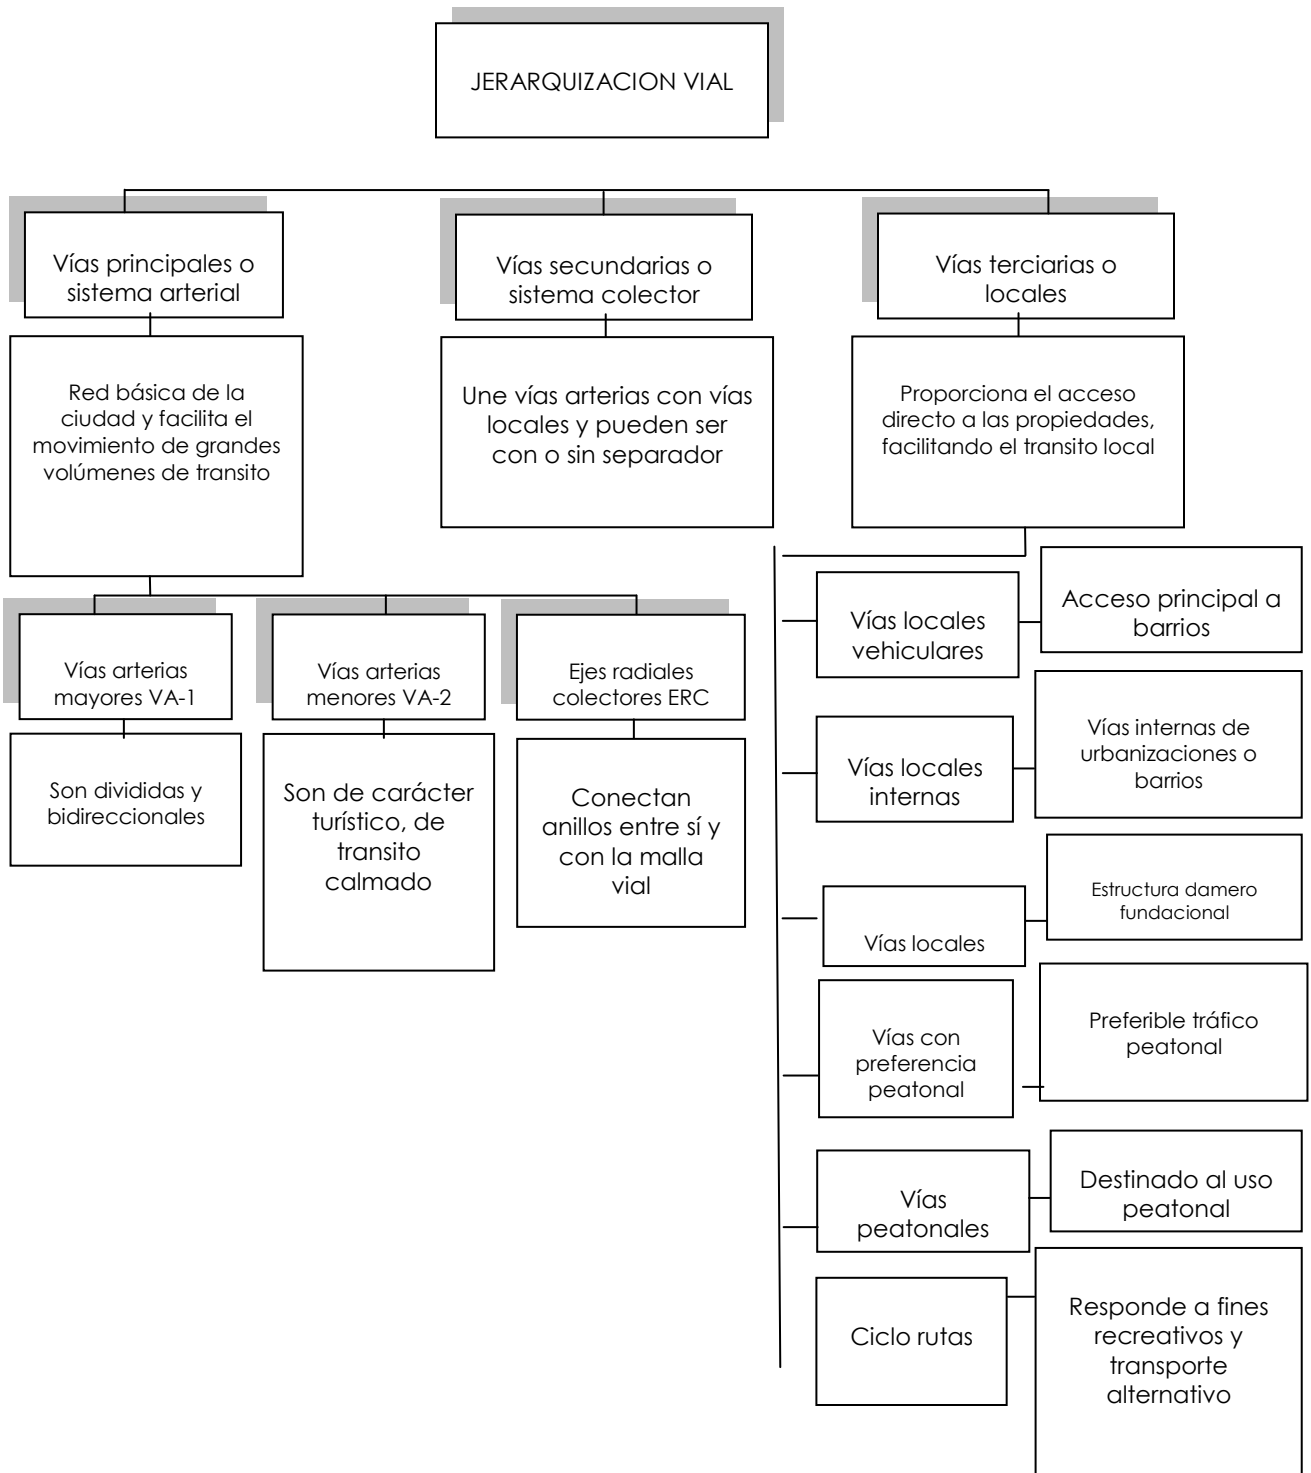 JERARQUIZACION VIAL
Vías principales o
sistema arterial
Vías secundarias o
sistema colector
Vías terciarias o
locales
Red básica de la
ciudad y facilita el
movimiento de grandes
volúmenes de transito
Une vías arterias con vías
locales y pueden ser
con o sin separador
Proporciona el acceso
directo a las propiedades,
facilitando el transito local
Vías arterias
mayores VA-1
Vías arterias
menores VA-2
Ejes radiales
colectores ERC
Son divididas y
bidireccionales
Son de carácter
turístico, de
transito
calmado
Conectan
anillos entre sí y
con la malla
vial
Vías locales
vehiculares
Acceso principal a
barrios
Vías locales
internas
Vías internas de
urbanizaciones o
barrios
Vías locales
Estructura damero
fundacional
Vías con
preferencia
peatonal
Preferible tráfico
peatonal
Vías
peatonales
Destinado al uso
peatonal
Ciclo rutas
Responde a fines
recreativos y
transporte
alternativo